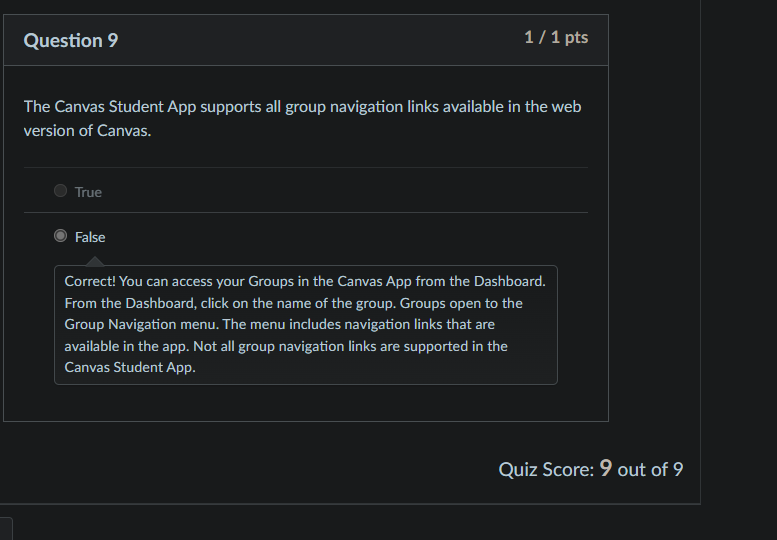 Question 9
1 / 1 pts
The Canvas Student App supports all group navigation links available in the web
version of Canvas.
True
False
Correct! You can access your Groups in the Canvas App from the Dashboard.
From the Dashboard, click on the name of the group. Groups open to the
Group Navigation menu. The menu includes navigation links that are
available in the app. Not all group navigation links are supported in the
Canvas Student App.
Quiz Score: 9 out of 9